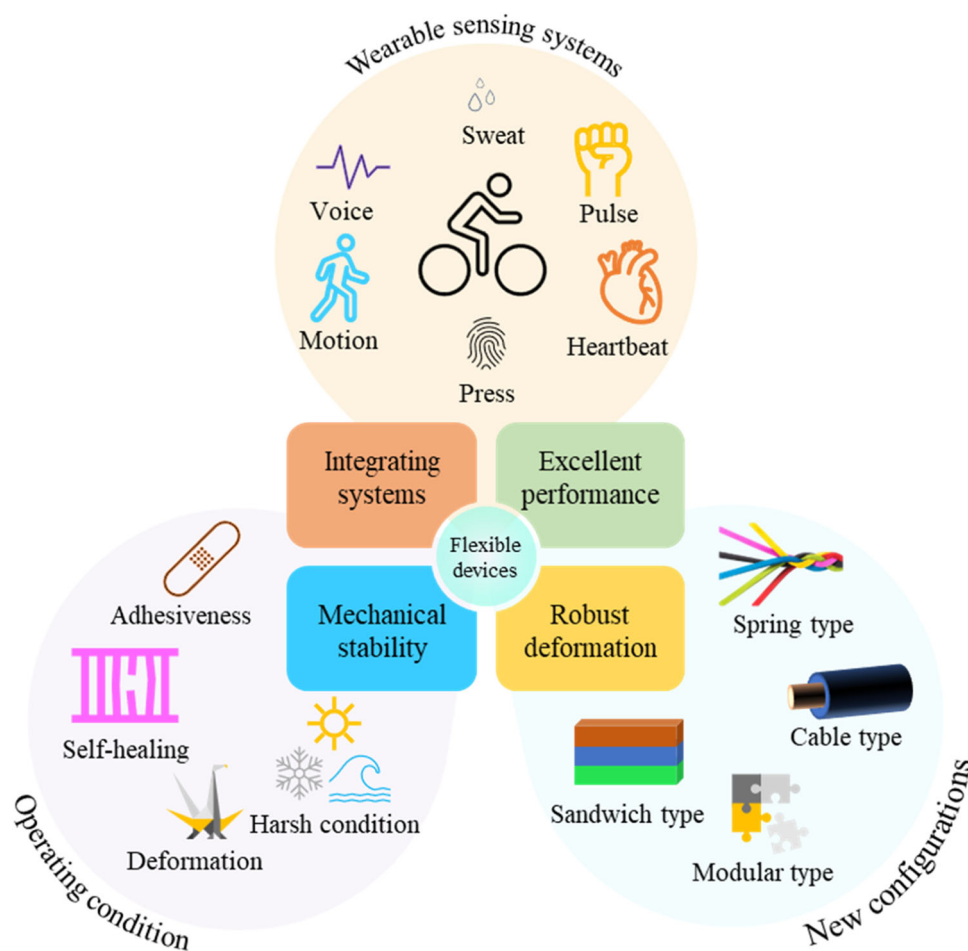 Wearable sensing systems
Sweat
Voice
Pulse
Motion
Heartbeat
Press
Integrating
systems
Excellent
performance
Flexible
devices
Mechanical
stability
Robust
deformation
Adhesiveness
Self-healing
Harsh condition
Deformation
Operating condition
Spring type
Cable type
Sandwich type
Modular type
New configurations